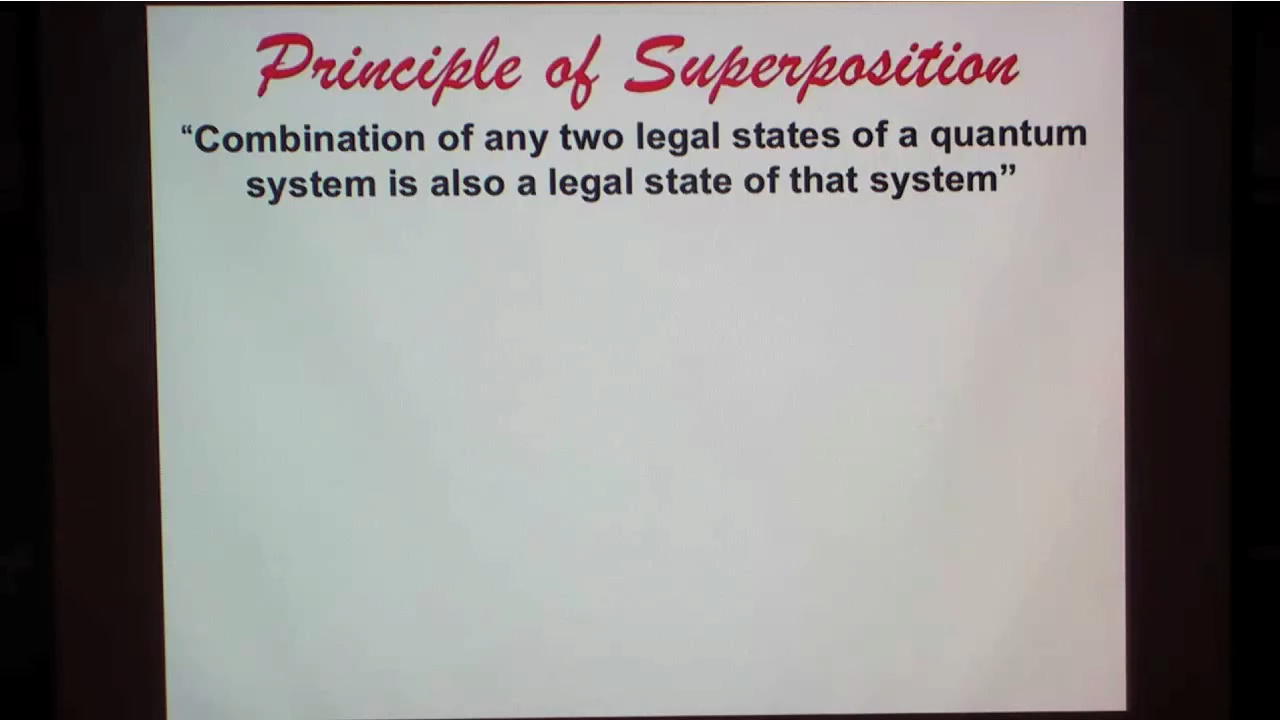 Principle of Superposition
“Combination of any two legal states of a quantum
system is also a legal state of that system”